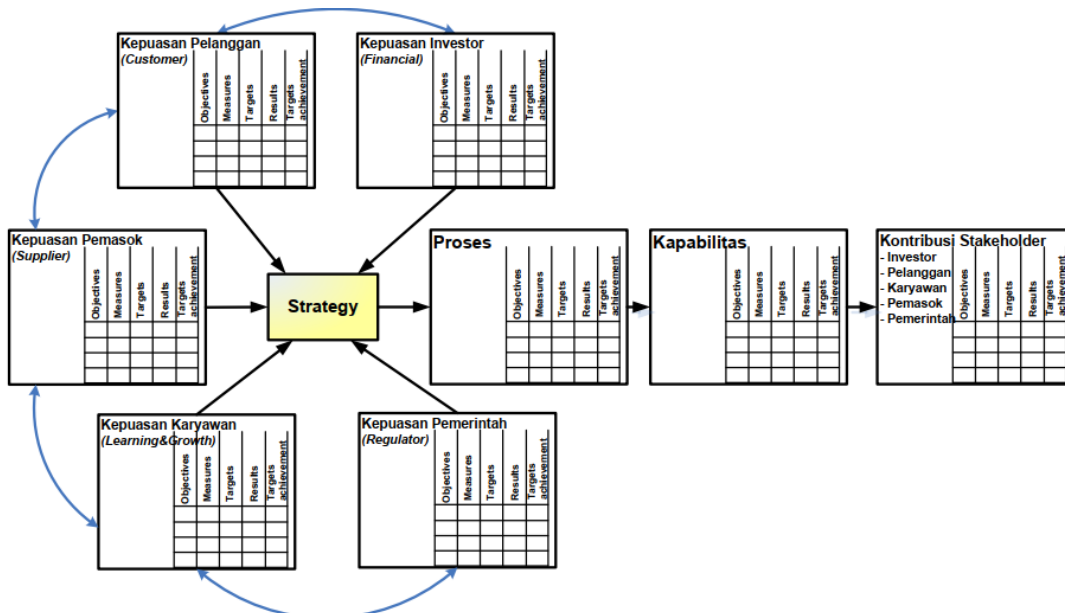 Kepuasan Pelanggan
(Customer)
Objectives
Measures
Targets
Results
Targets
achievement
Kepuasan Investor
(Financial)
Objectives
Measures
Targets
Results
Targets
achievement
Kepuasan Pemasok
(Supplier)
Objectives
Measures
Targets
Results
Targets
achievement
Strategy
Proses
Objectives
Measures
Targets
Results
Targets
achievement
Kapabilitas
Objectives
Measures
Targets
Results
Targets
achievement
Kontribusi Stakeholder
- Investor
- Pelanggan
- Karyawan
- Pemasok
- Pemerintah
Objectives
Measures
Targets
Results
Targets
achievement
Kepuasan Karyawan
(Learning&Growth)
Objectives
Measures
Targets
Results
Targets
achievement
Kepuasan Pemerintah
(Regulator)
Objectives
Measures
Targets
Results
Targets
achievement